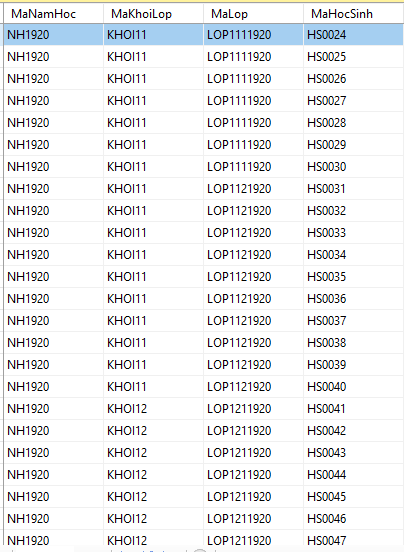 MaNamHoc MaKhoiLop MaLop MaHocSinh
NH1920 KHOI11 LOP1111920 HS0024
NH1920 KHOI11 LOP1111920 HS0025
NH1920 KHOI11 LOP1111920 HS0026
NH1920 KHOI11 LOP1111920 HS0027
NH1920 KHOI11 LOP1111920 HS0028
NH1920 KHOI11 LOP1111920 HS0029
NH1920 KHOI11 LOP1111920 HS0030
NH1920 KHOI11 LOP1121920 HS0031
NH1920 KHOI11 LOP1121920 HS0032
NH1920 KHOI11 LOP1121920 HS0033
NH1920 KHOI11 LOP1121920 HS0034
NH1920 KHOI11 LOP1121920 HS0035
NH1920 KHOI11 LOP1121920 HS0036
NH1920 KHOI11 LOP1121920 HS0037
NH1920 KHOI11 LOP1121920 HS0038
NH1920 KHOI11 LOP1121920 HS0039
NH1920 KHOI11 LOP1121920 HS0040
NH1920 KHOI12 LOP1211920 HS0041
NH1920 KHOI12 LOP1211920 HS0042
NH1920 KHOI12 LOP1211920 HS0043
NH1920 KHOI12 LOP1211920 HS0044
NH1920 KHOI12 LOP1211920 HS0045
NH1920 KHOI12 LOP1211920 HS0046
NH1920 KHOI12 LOP1211920 HS0047